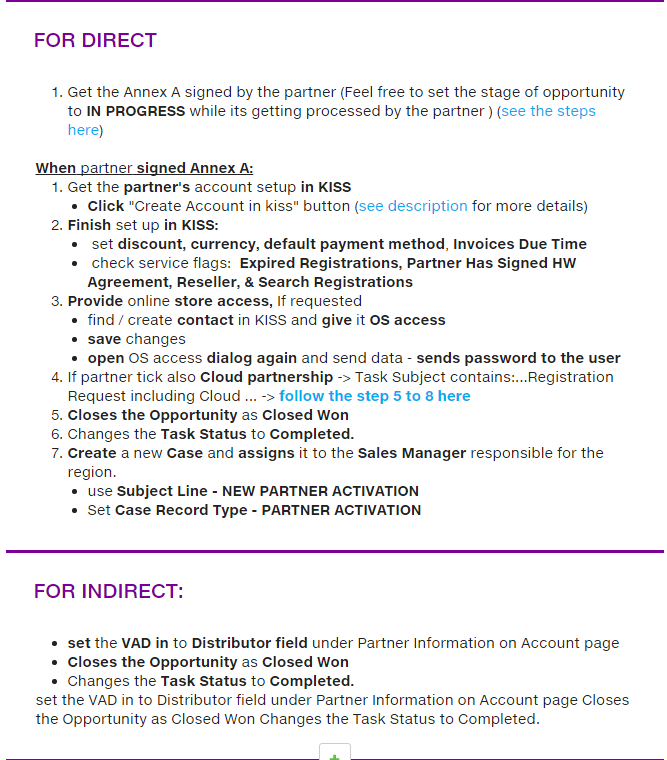 FOR DIRECT
1. Get the Annex A signed by the partner (Feel free to set the stage of opportunity
to IN PROGRESS while its getting processed by the partner ) (see the steps
here)
When partner signed Annex A:
1. Get the partner's account setup in KISS
• Click "Create Account in kiss" button (see description for more details)
2. Finish set up in KISS:
• set discount, currency, default payment method, Invoices Due Time
• check service flags: Expired Registrations, Partner Has Signed HW
Agreement, Reseller, & Search Registrations
3. Provide online store access, If requested
• find / create contact in KISS and give it OS access
• save changes
• open OS access dialog again and send data - sends password to the user
4. If partner tick also Cloud partnership -> Task Subject contains:...Registration
Request including Cloud ... -> follow the step 5 to 8 here
5. Closes the Opportunity as Closed Won
6. Changes the Task Status to Completed.
7. Create a new Case and assigns it to the Sales Manager responsible for the
region.
• use Subject Line - NEW PARTNER ACTIVATION
• Set Case Record Type - PARTNER ACTIVATION
FOR INDIRECT:
• set the VAD in to Distributor field under Partner Information on Account page
• Closes the Opportunity as Closed Won
• Changes the Task Status to Completed.
set the VAD in to Distributor field under Partner Information on Account page Closes
the Opportunity as Closed Won Changes the Task Status to Completed.